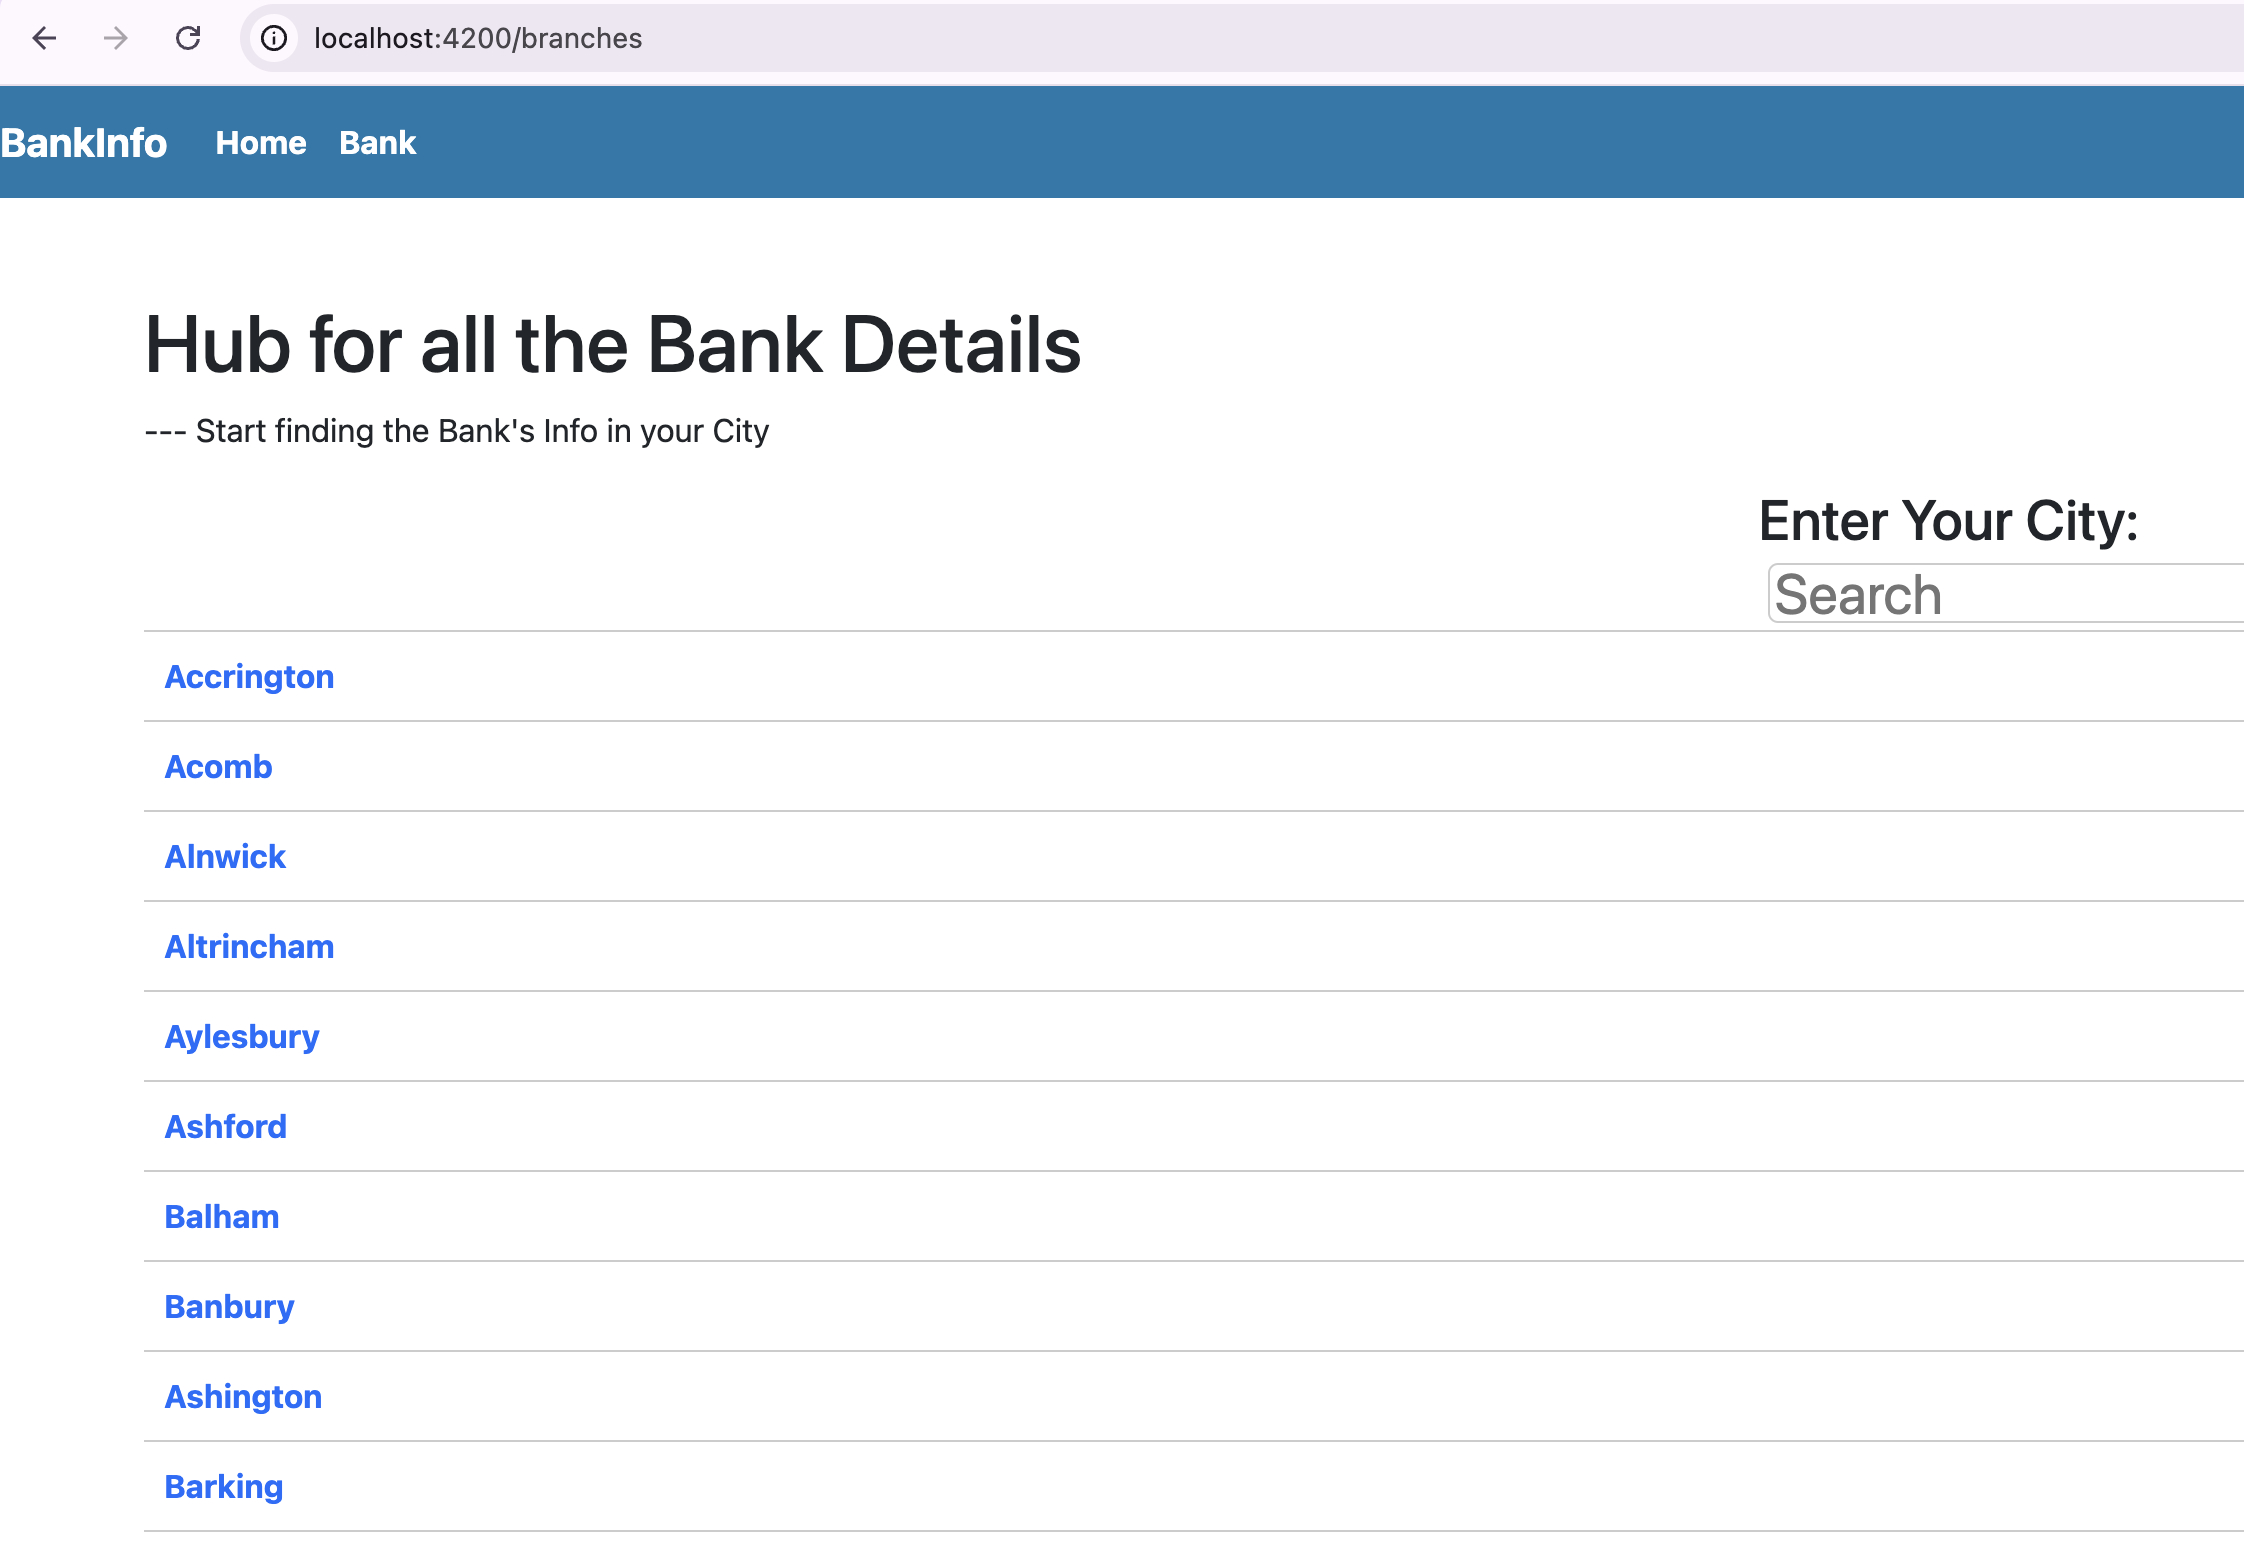 localhost:4200/branches
BankInfo Home Bank
Hub for all the Bank Details
--- Start finding the Bank's Info in your City
Enter Your City:
Search
Accrington
Acomb
Alnwick
Altrincham
Aylesbury
Ashford
Balham
Banbury
Ashington
Barking